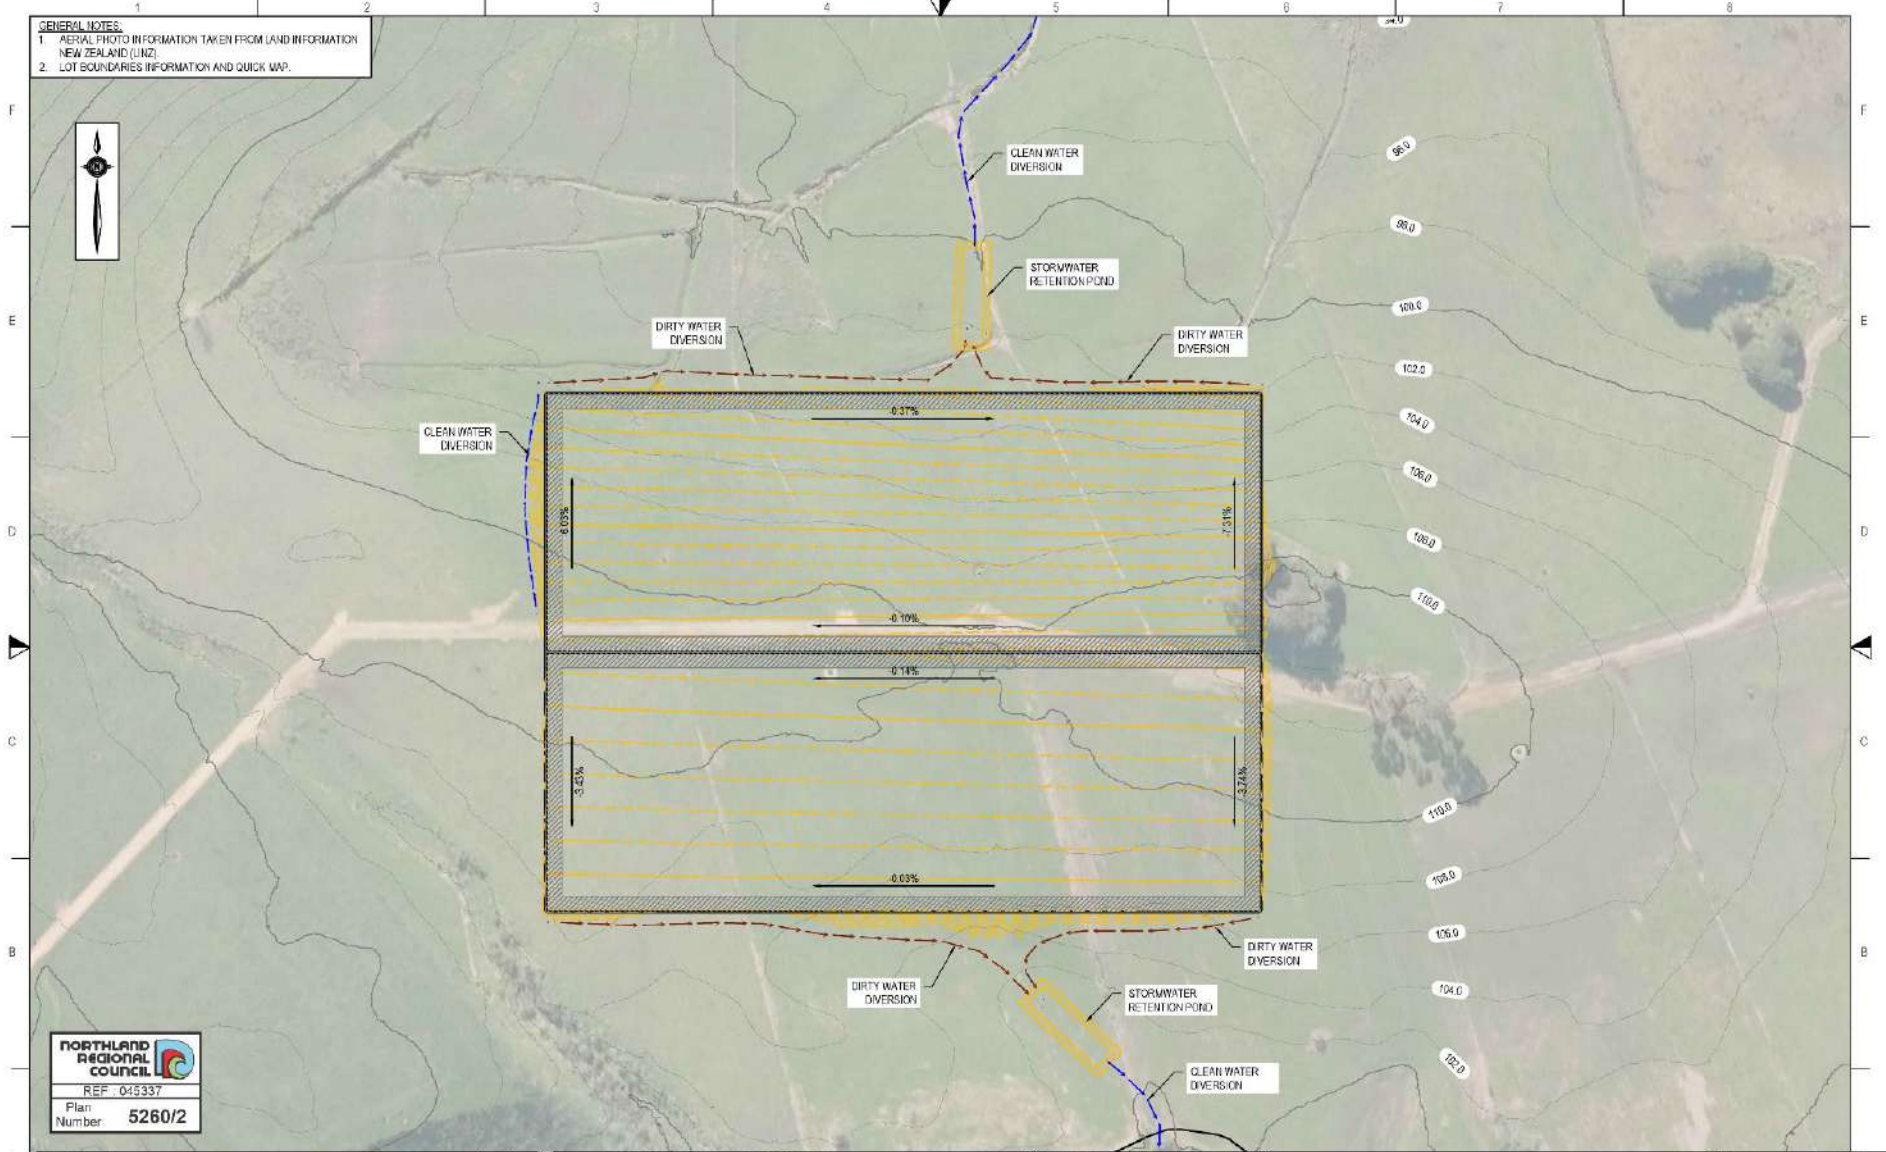 1 2 3 4 5 6 7 8
GENERAL NOTES:
1. AERIAL PHOTO INFORMATION TAKEN FROM LAND INFORMATION
NEW ZEALAND (LINZ).
2. LOT BOUNDARIES INFORMATION AND QUICK MAP.
94.0
F
F
N
CLEAN WATER
DIVERSION
96.0
98.0
STORMWATER
RETENTION POND
E
E
100.0
DIRTY WATER
DIVERSION
DIRTY WATER
DIVERSION
102.0
-0.37%
104.0
CLEAN WATER
DIVERSION
106.0
D
D
6.03%
-7.31%
108.0
110.0
-0.10%
-0.14%
C
C
-3.43%
-3.74%
110.0
-0.03%
108.0
106.0
B
B
DIRTY WATER
DIVERSION
DIRTY WATER
DIVERSION
104.0
STORMWATER
RETENTION POND
102.0
CLEAN WATER
DIVERSION
NORTHLAND
REGIONAL
COUNCIL
REF : 045337
Plan
Number 5260/2